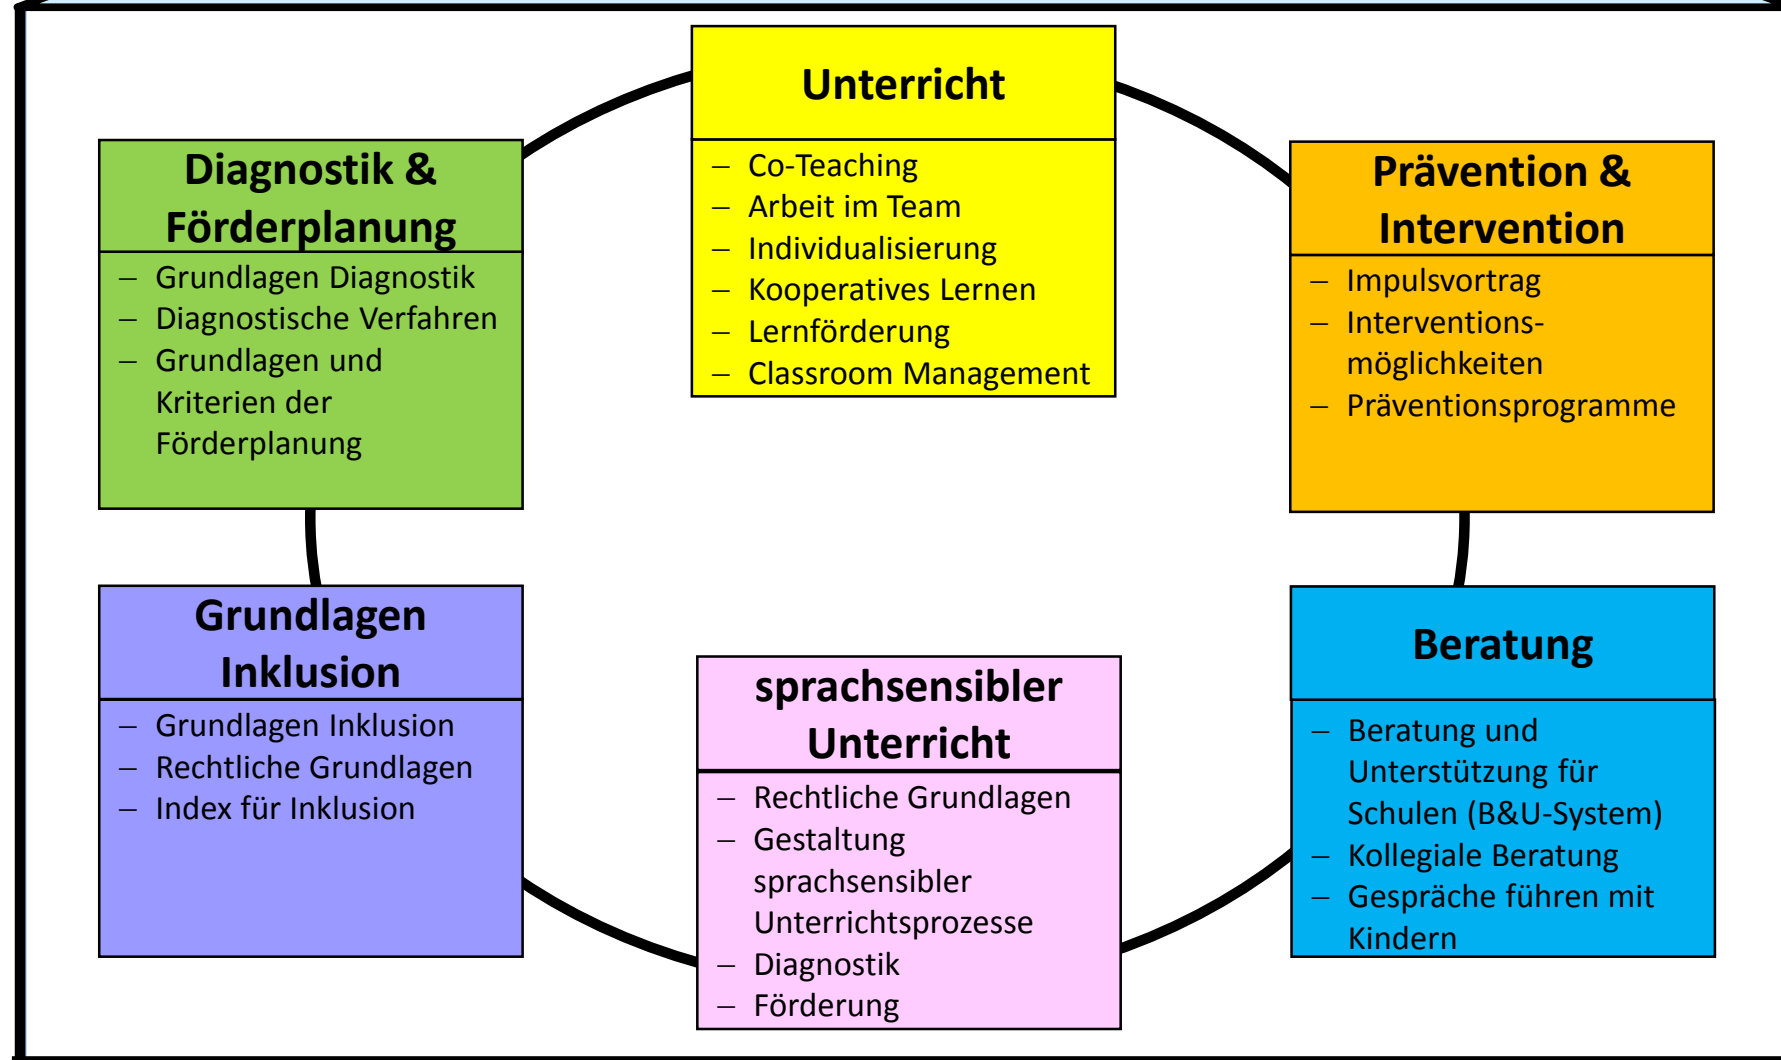 Unterricht
– Co-Teaching
– Arbeit im Team
– Individualisierung
– Kooperatives Lernen
– Lernförderung
– Classroom Management
Diagnostik &
Förderplanung
– Grundlagen Diagnostik
– Diagnostische Verfahren
– Grundlagen und
Kriterien der
Förderplanung
Prävention &
Intervention
– Impulsvortrag
– Interventions-
möglichkeiten
– Präventionsprogramme
Grundlagen
Inklusion
– Grundlagen Inklusion
– Rechtliche Grundlagen
– Index für Inklusion
sprachsensibler
Unterricht
– Rechtliche Grundlagen
– Gestaltung
sprachsensibler
Unterrichtsprozesse
– Diagnostik
– Förderung
Beratung
– Beratung und
Unterstützung für
Schulen (B&U-System)
– Kollegiale Beratung
– Gespräche führen mit
Kindern